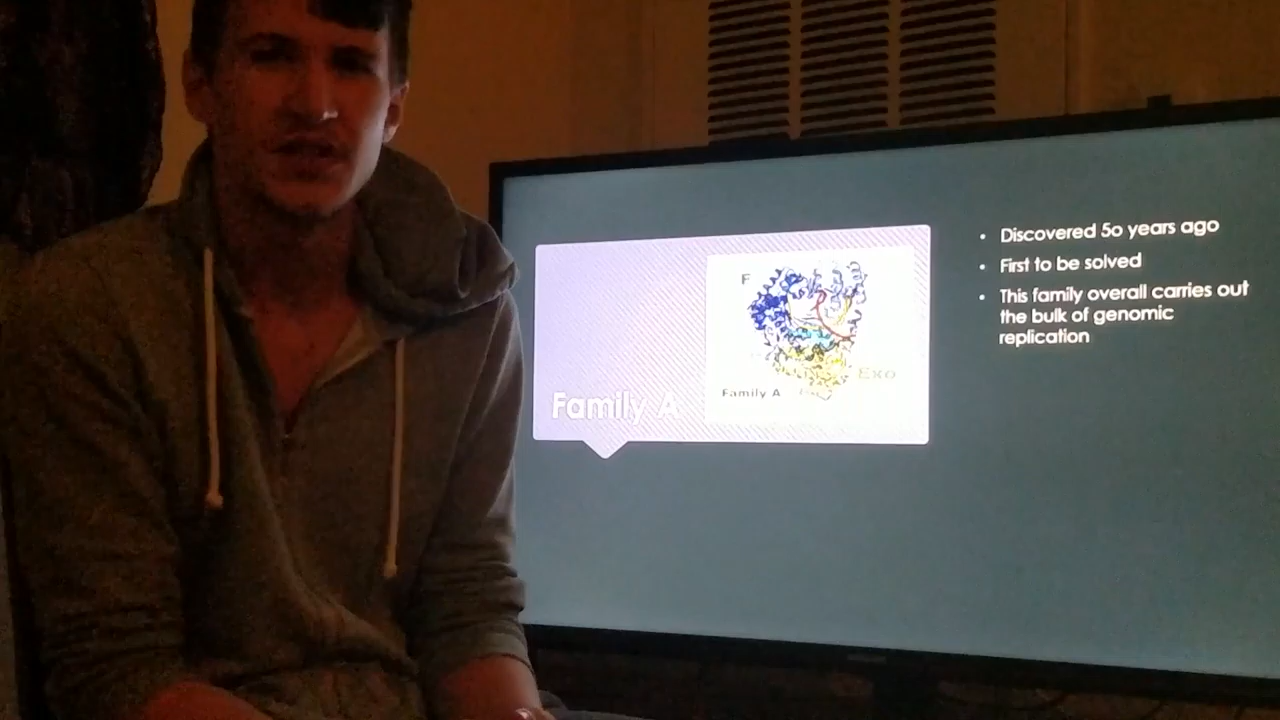 Family A
F
Exo
Family A
Discovered 5o years ago
First to be solved
This family overall carries out
the bulk of genomic
replication